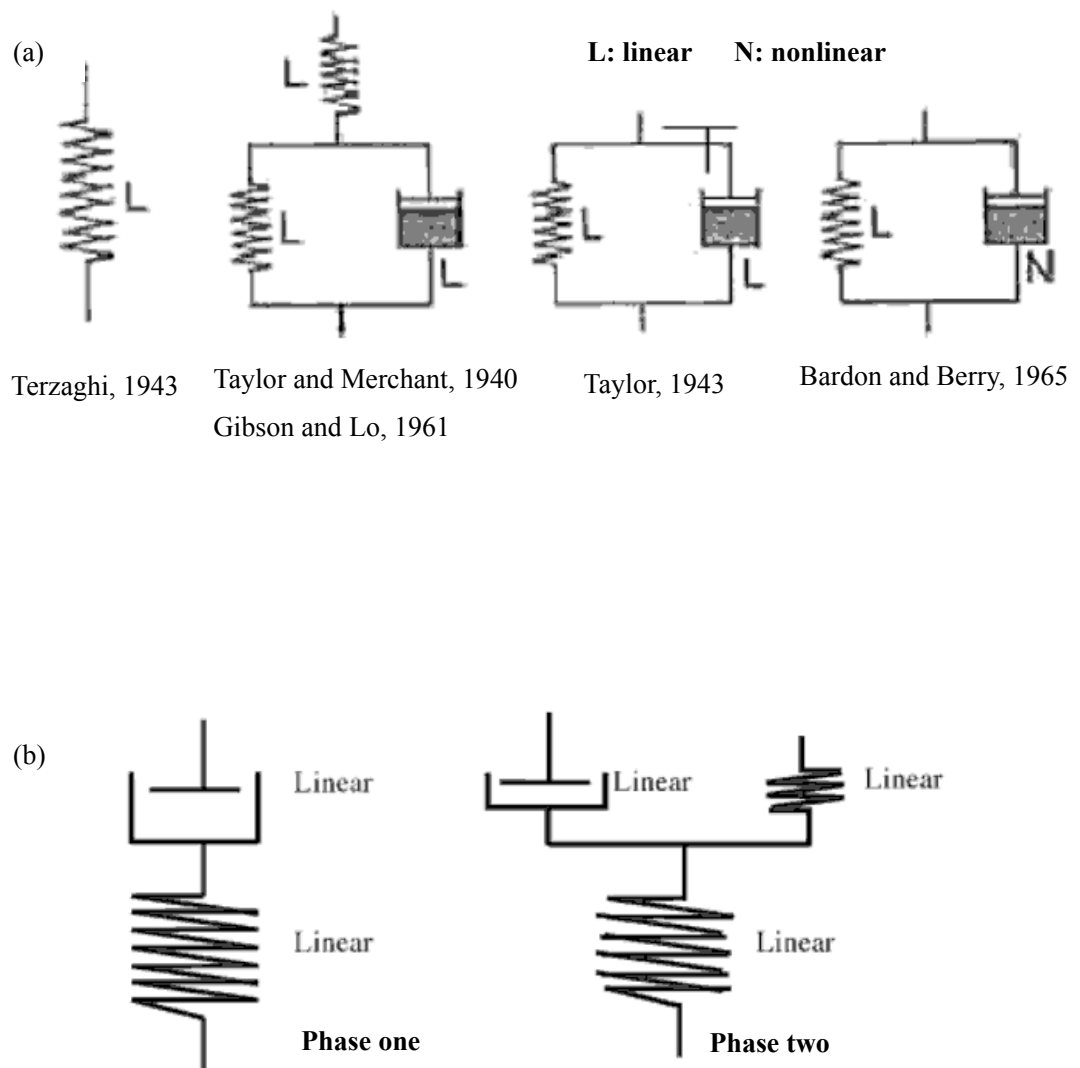 (a)
L: linear N: nonlinear
L
L
L
L
L
L
L
N
Terzaghi, 1943
Taylor and Merchant, 1940
Gibson and Lo, 1961
Taylor, 1943
Bardon and Berry, 1965
(b)
Linear
Linear
Linear
Linear
Linear
Phase one
Phase two